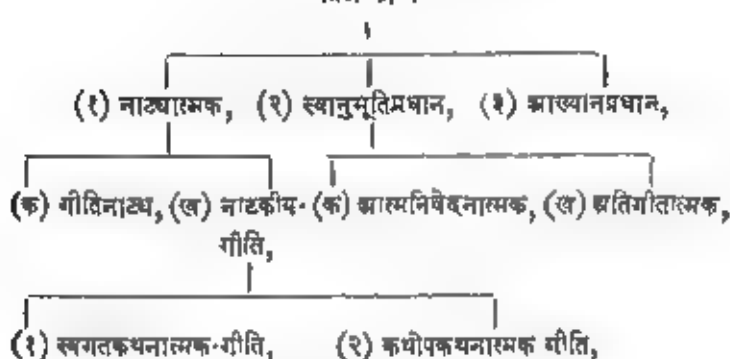 (१) नाट्यात्मक, (२) स्वानुभूतिप्रधान, (३) आख्यानप्रधान,
(क) गीतिनाट्य, (ख) नाटकीय- (क) आत्मनिवेदनात्मक, (ख) अतिगीतात्मक,
गीति,
(१) स्वगतकथनात्मक-गीति, (२) कथोपकथनात्मक गीति,